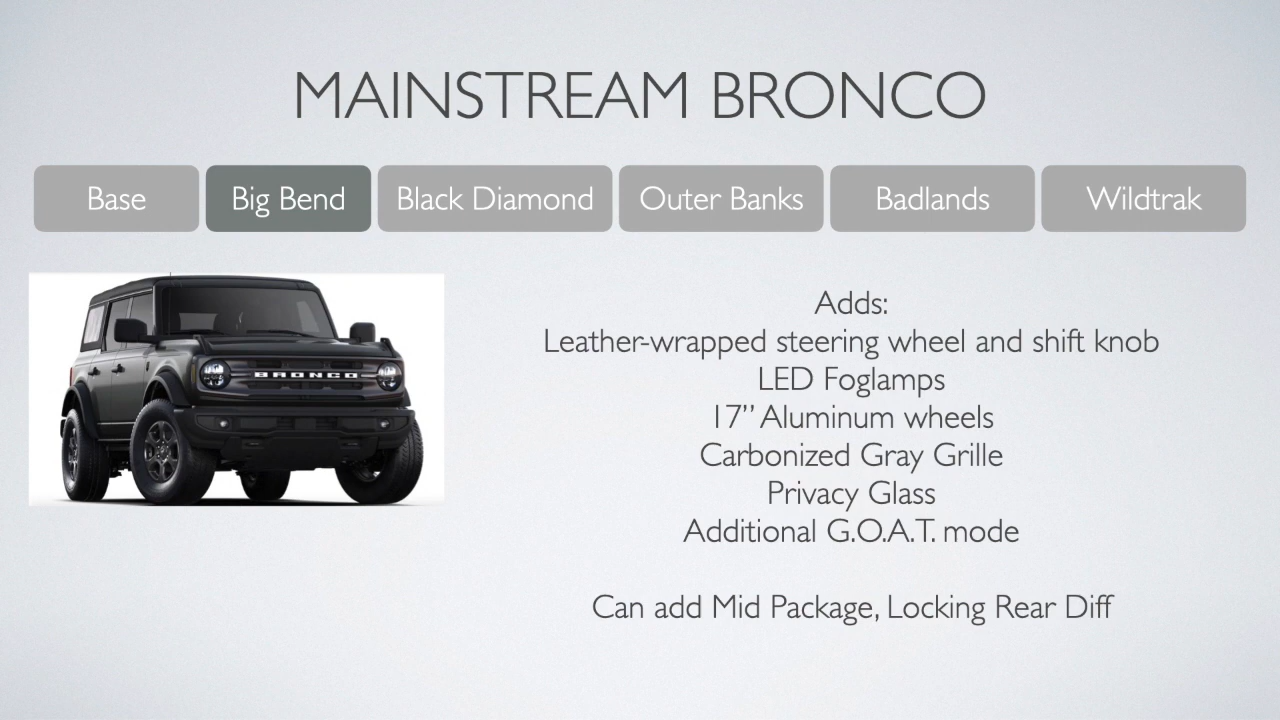 MAINSTREAM BRONCO
Base
Big Bend
Black Diamond
Outer Banks
Badlands
Wildtrak
BRONCO
Adds:
Leather-wrapped steering wheel and shift knob
LED Foglamps
17” Aluminum wheels
Carbonized Gray Grille
Privacy Glass
Additional G.O.A.T. mode
Can add Mid Package, Locking Rear Diff